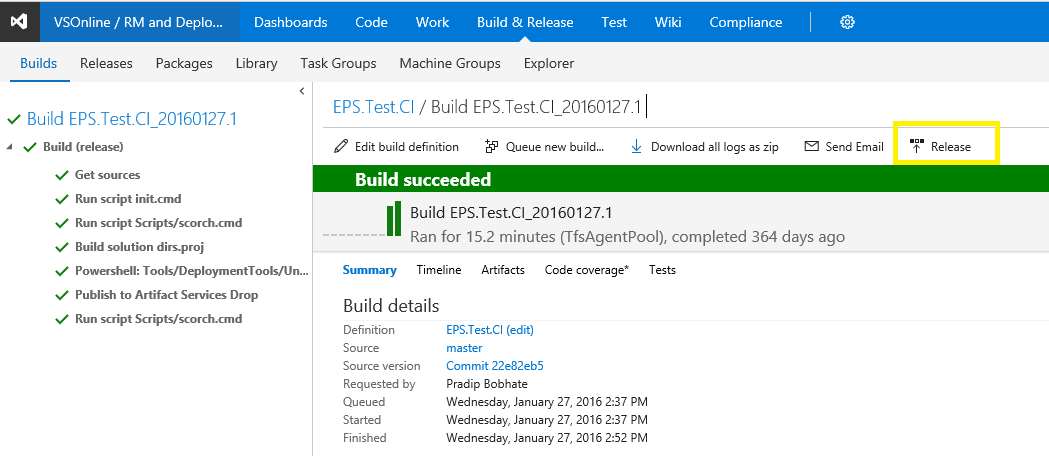 VSOnline / RM and Deplo... Dashboards Code Work Build & Release Test Wiki Compliance
Builds Releases Packages Library Task Groups Machine Groups Explorer
Build EPS.Test.CI_20160127.1
Build (release)
Get sources
Run script init.cmd
Run script Scripts/scorch.cmd
Build solution dirs.proj
Powershell: Tools/DeploymentTools/Un...
Publish to Artifact Services Drop
Run script Scripts/scorch.cmd
EPS.Test.CI / Build EPS.Test.CI_20160127.1
Edit build definition Queue new build... Download all logs as zip Send Email Release
Build succeeded
Build EPS.Test.CI_20160127.1
Ran for 15.2 minutes (TfsAgentPool), completed 364 days ago
Summary Timeline Artifacts Code coverage* Tests
Build details
Definition EPS.Test.CI (edit)
Source master
Source version Commit 22e82eb5
Requested by Pradip Bobhate
Queued Wednesday, January 27, 2016 2:37 PM
Started Wednesday, January 27, 2016 2:37 PM
Finished Wednesday, January 27, 2016 2:52 PM